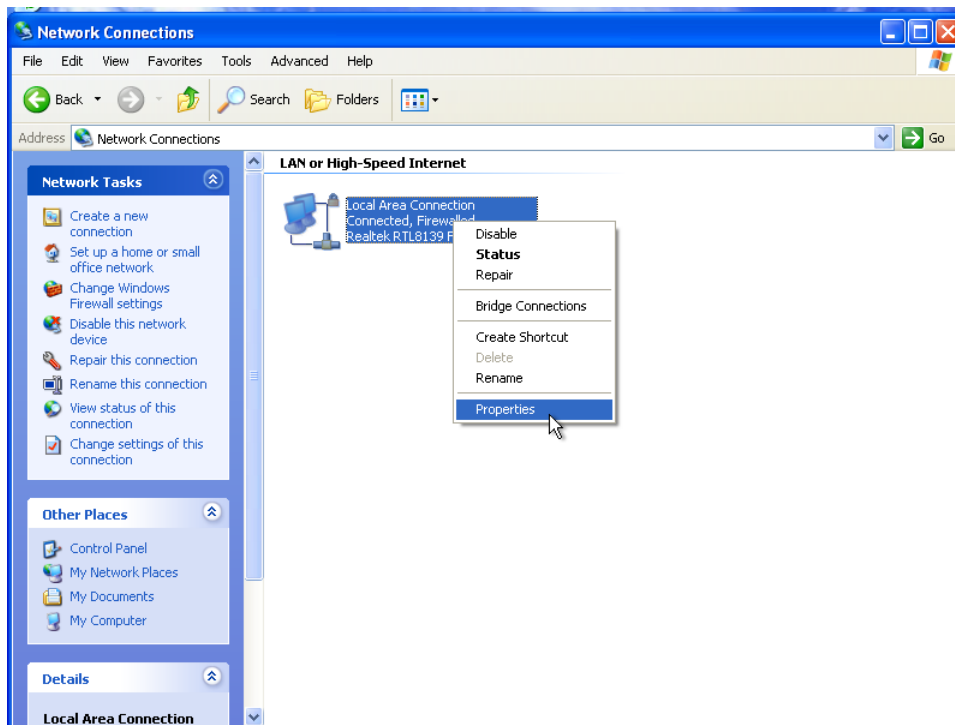 Network Connections
File Edit View Favorites Tools Advanced Help
Back Search Folders
Address Network Connections Go
Network Tasks
Create a new
connection
Set up a home or small
office network
Change Windows
Firewall settings
Disable this network
device
Repair this connection
Rename this connection
View status of this
connection
Change settings of this
connection
Other Places
Control Panel
My Network Places
My Documents
My Computer
Details
Local Area Connection
LAN or High-Speed Internet
Local Area Connection
Connected, Firewalled
Realtek RTL8139 F
Disable
Status
Repair
Bridge Connections
Create Shortcut
Delete
Rename
Properties